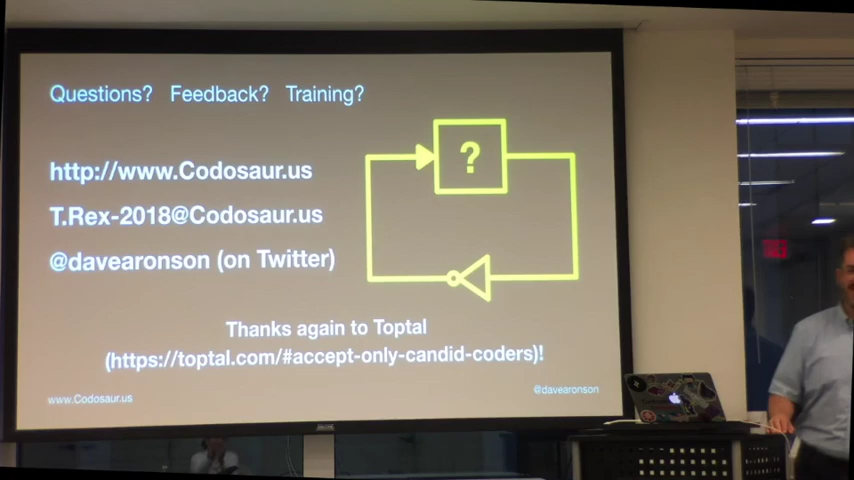 Questions? Feedback? Training?
http://www.Codosaur.us
T.Rex-2018@Codosaur.us
@davearonson (on Twitter)
?
Thanks again to Toptal
(https://toptal.com/#accept-only-candid-coders)!
www.Codosaur.us
@davearonson